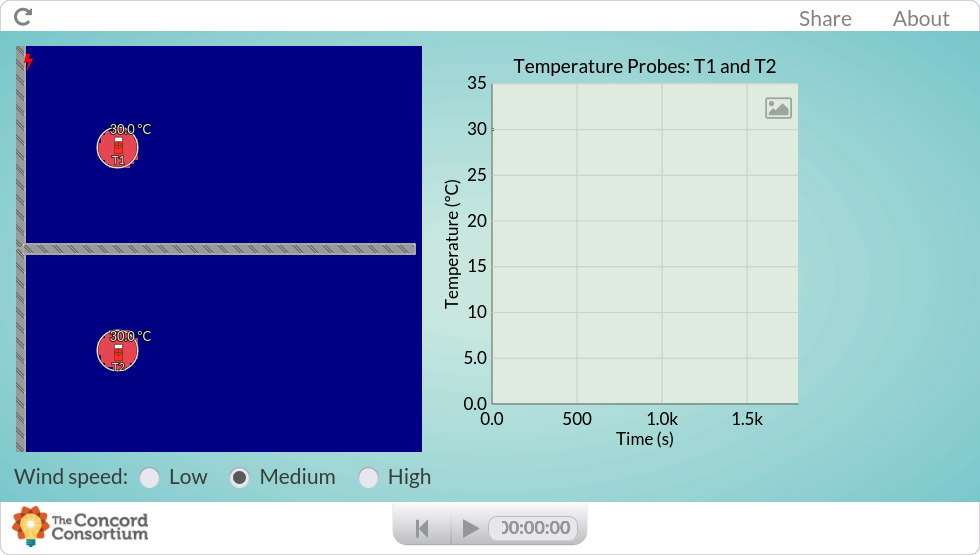 Share About
Temperature Probes: T1 and T2
35
30
25
20
15
10
5.0
0.0
0.0 500 1.0k 1.5k
Time (s)
Temperature (°C)
30.0 °C
T1
30.0 °C
T2
Wind speed: Low Medium High
The Concord
Consortium
00:00:00